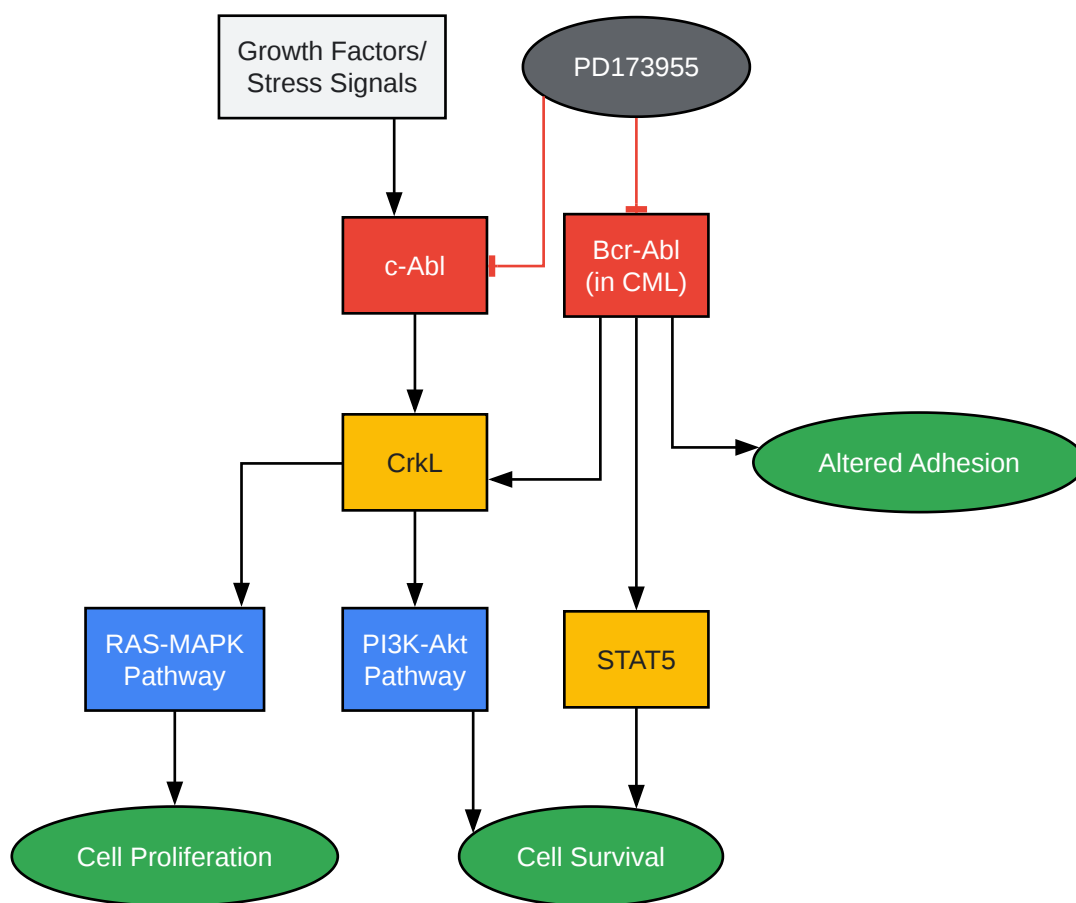 Growth Factors/
Stress Signals
PD173955
c-Abl
Bcr-Abl
(in CML)
CrkL
Altered Adhesion
RAS-MAPK
Pathway
PI3K-Akt
Pathway
STAT5
Cell Proliferation
Cell Survival